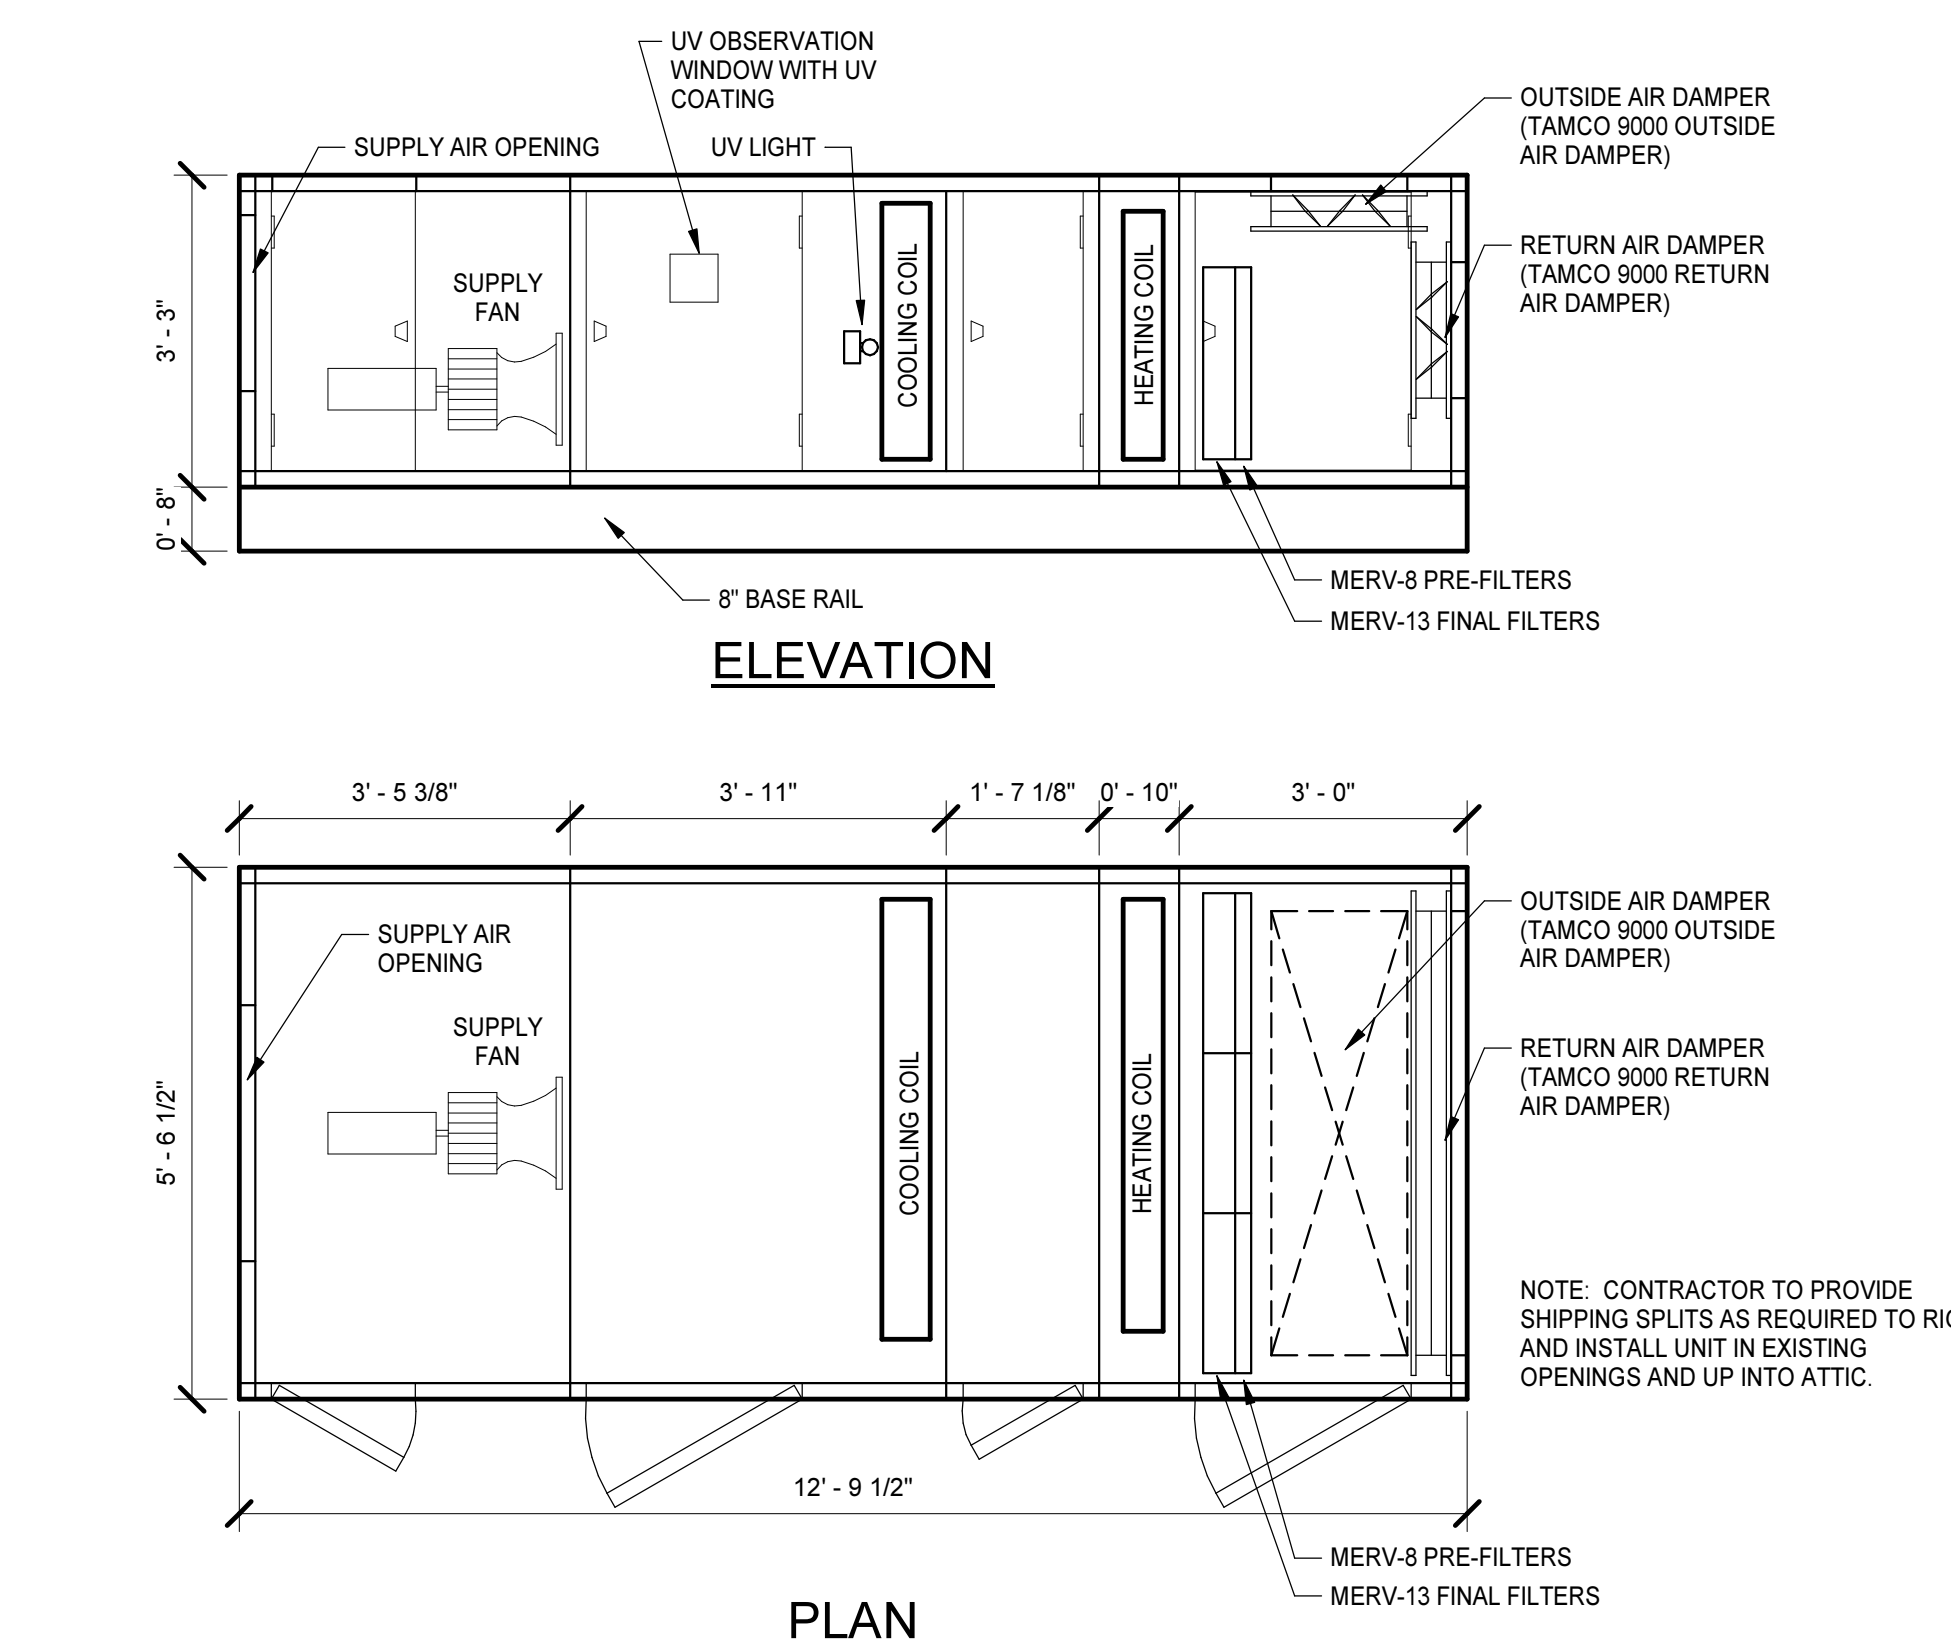 UV OBSERVATION
WINDOW WITH UV
COATING
OUTSIDE AIR DAMPER
(TAMCO 9000 OUTSIDE
AIR DAMPER)
SUPPLY AIR OPENING
UV LIGHT
RETURN AIR DAMPER
(TAMCO 9000 RETURN
AIR DAMPER)
SUPPLY
FAN
COOLING COIL
HEATING COIL
3' - 3"
0' - 8"
8" BASE RAIL
MERV-8 PRE-FILTERS
MERV-13 FINAL FILTERS
ELEVATION
3' - 5 3/8"
3' - 11"
1' - 7 1/8"
0' - 10"
3' - 0"
SUPPLY AIR
OPENING
SUPPLY
FAN
COOLING COIL
HEATING COIL
5' - 6 1/2"
OUTSIDE AIR DAMPER
(TAMCO 9000 OUTSIDE
AIR DAMPER)
RETURN AIR DAMPER
(TAMCO 9000 RETURN
AIR DAMPER)
NOTE: CONTRACTOR TO PROVIDE
SHIPPING SPLITS AS REQUIRED TO
AND INSTALL UNIT IN EXISTING
OPENINGS AND UP INTO ATTIC.
12' - 9 1/2"
MERV-8 PRE-FILTERS
MERV-13 FINAL FILTERS
PLAN